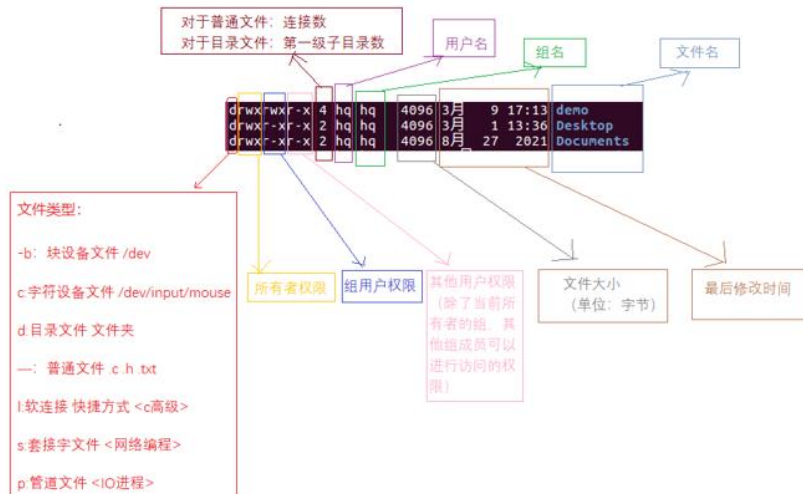 对于普通文件：连接数
对于目录文件：第一级子目录数
用户名
组名
文件名
drwxrwxr-x 4 hq hq 4096 3月 9 17:13 demo
drwxr-xr-x 2 hq hq 4096 3月 1 13:36 Desktop
drwxr-xr-x 2 hq hq 4096 8月 27 2021 Documents
文件类型：
-b：块设备文件 /dev
c:字符设备文件 /dev/input/mouse
d:目录文件 文件夹
—：普通文件 .c .h .txt
l:软连接 快捷方式 <c高级>
s:套接字文件 <网络编程>
p:管道文件 <IO进程>
所有者权限
组用户权限
其他用户权限
（除了当前所
有者的组，其
他组成员可以
进行访问的权
限）
文件大小
（单位：字节）
最后修改时间